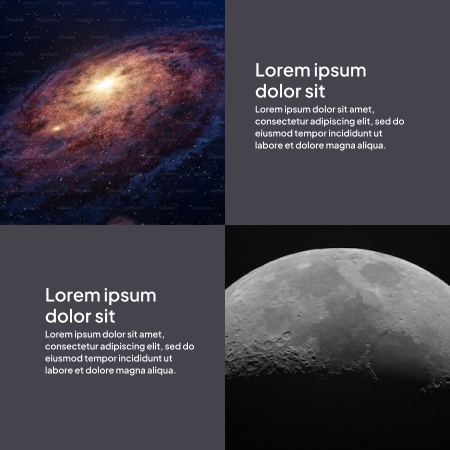 Lorem ipsum
dolor sit
Lorem ipsum dolor sit amet,
consectetur adipiscing elit, sed do
eiusmod tempor incididunt ut
labore et dolore magna aliqua.
Lorem ipsum
dolor sit
Lorem ipsum dolor sit amet,
consectetur adipiscing elit, sed do
eiusmod tempor incididunt ut
labore et dolore magna aliqua.